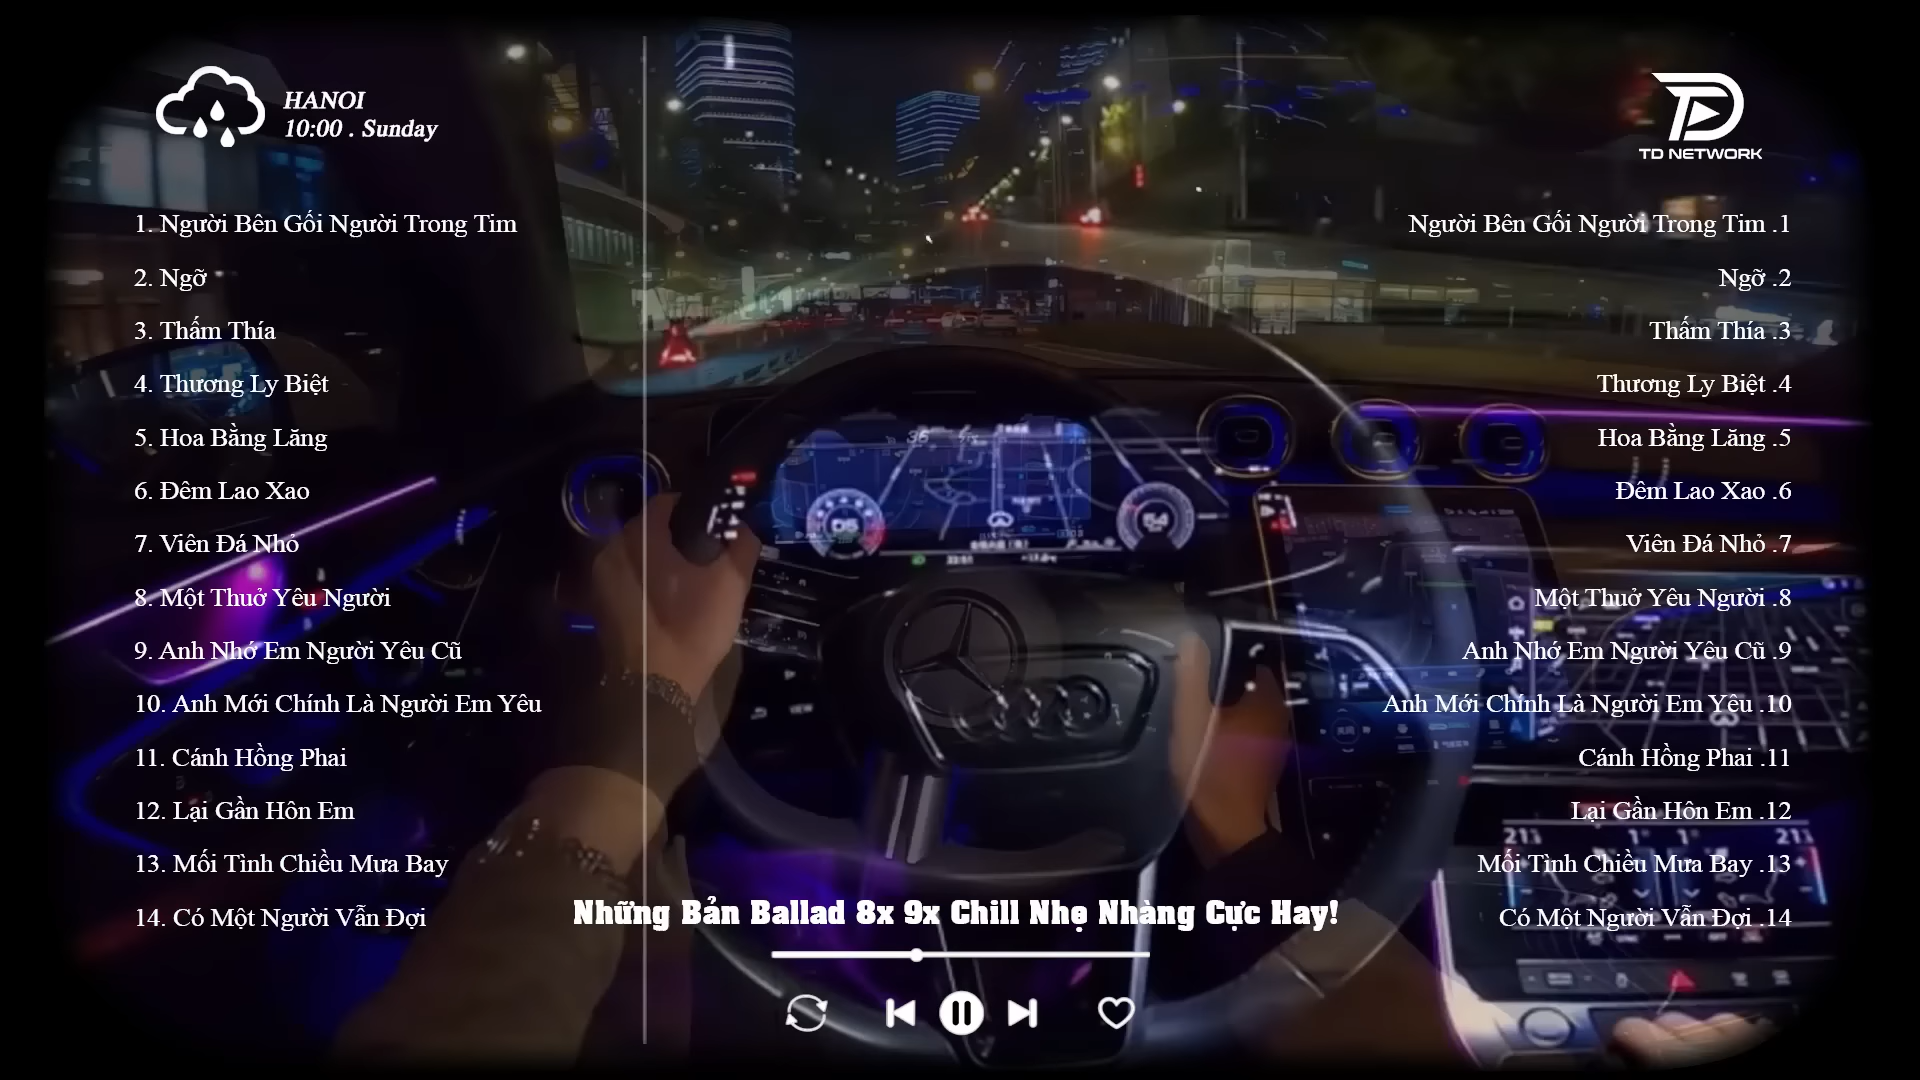 HANOI
10:00 . Sunday
TD NETWORK
1. Người Bên Gối Người Trong Tim
2. Ngỡ
3. Thấm Thía
4. Thương Ly Biệt
5. Hoa Bằng Lăng
6. Đêm Lao Xao
7. Viên Đá Nhỏ
8. Một Thuở Yêu Người
9. Anh Nhớ Em Người Yêu Cũ
10. Anh Mới Chính Là Người Em Yêu
11. Cánh Hồng Phai
12. Lại Gần Hôn Em
13. Mối Tình Chiều Mưa Bay
14. Có Một Người Vẫn Đợi
Người Bên Gối Người Trong Tim .1
Ngỡ .2
Thấm Thía .3
Thương Ly Biệt .4
Hoa Bằng Lăng .5
Đêm Lao Xao .6
Viên Đá Nhỏ .7
Một Thuở Yêu Người .8
Anh Nhớ Em Người Yêu Cũ .9
Anh Mới Chính Là Người Em Yêu .10
Cánh Hồng Phai .11
Lại Gần Hôn Em .12
Mối Tình Chiều Mưa Bay .13
Có Một Người Vẫn Đợi .14
Những Bản Ballad 8x 9x Chill Nhẹ Nhàng Cực Hay!